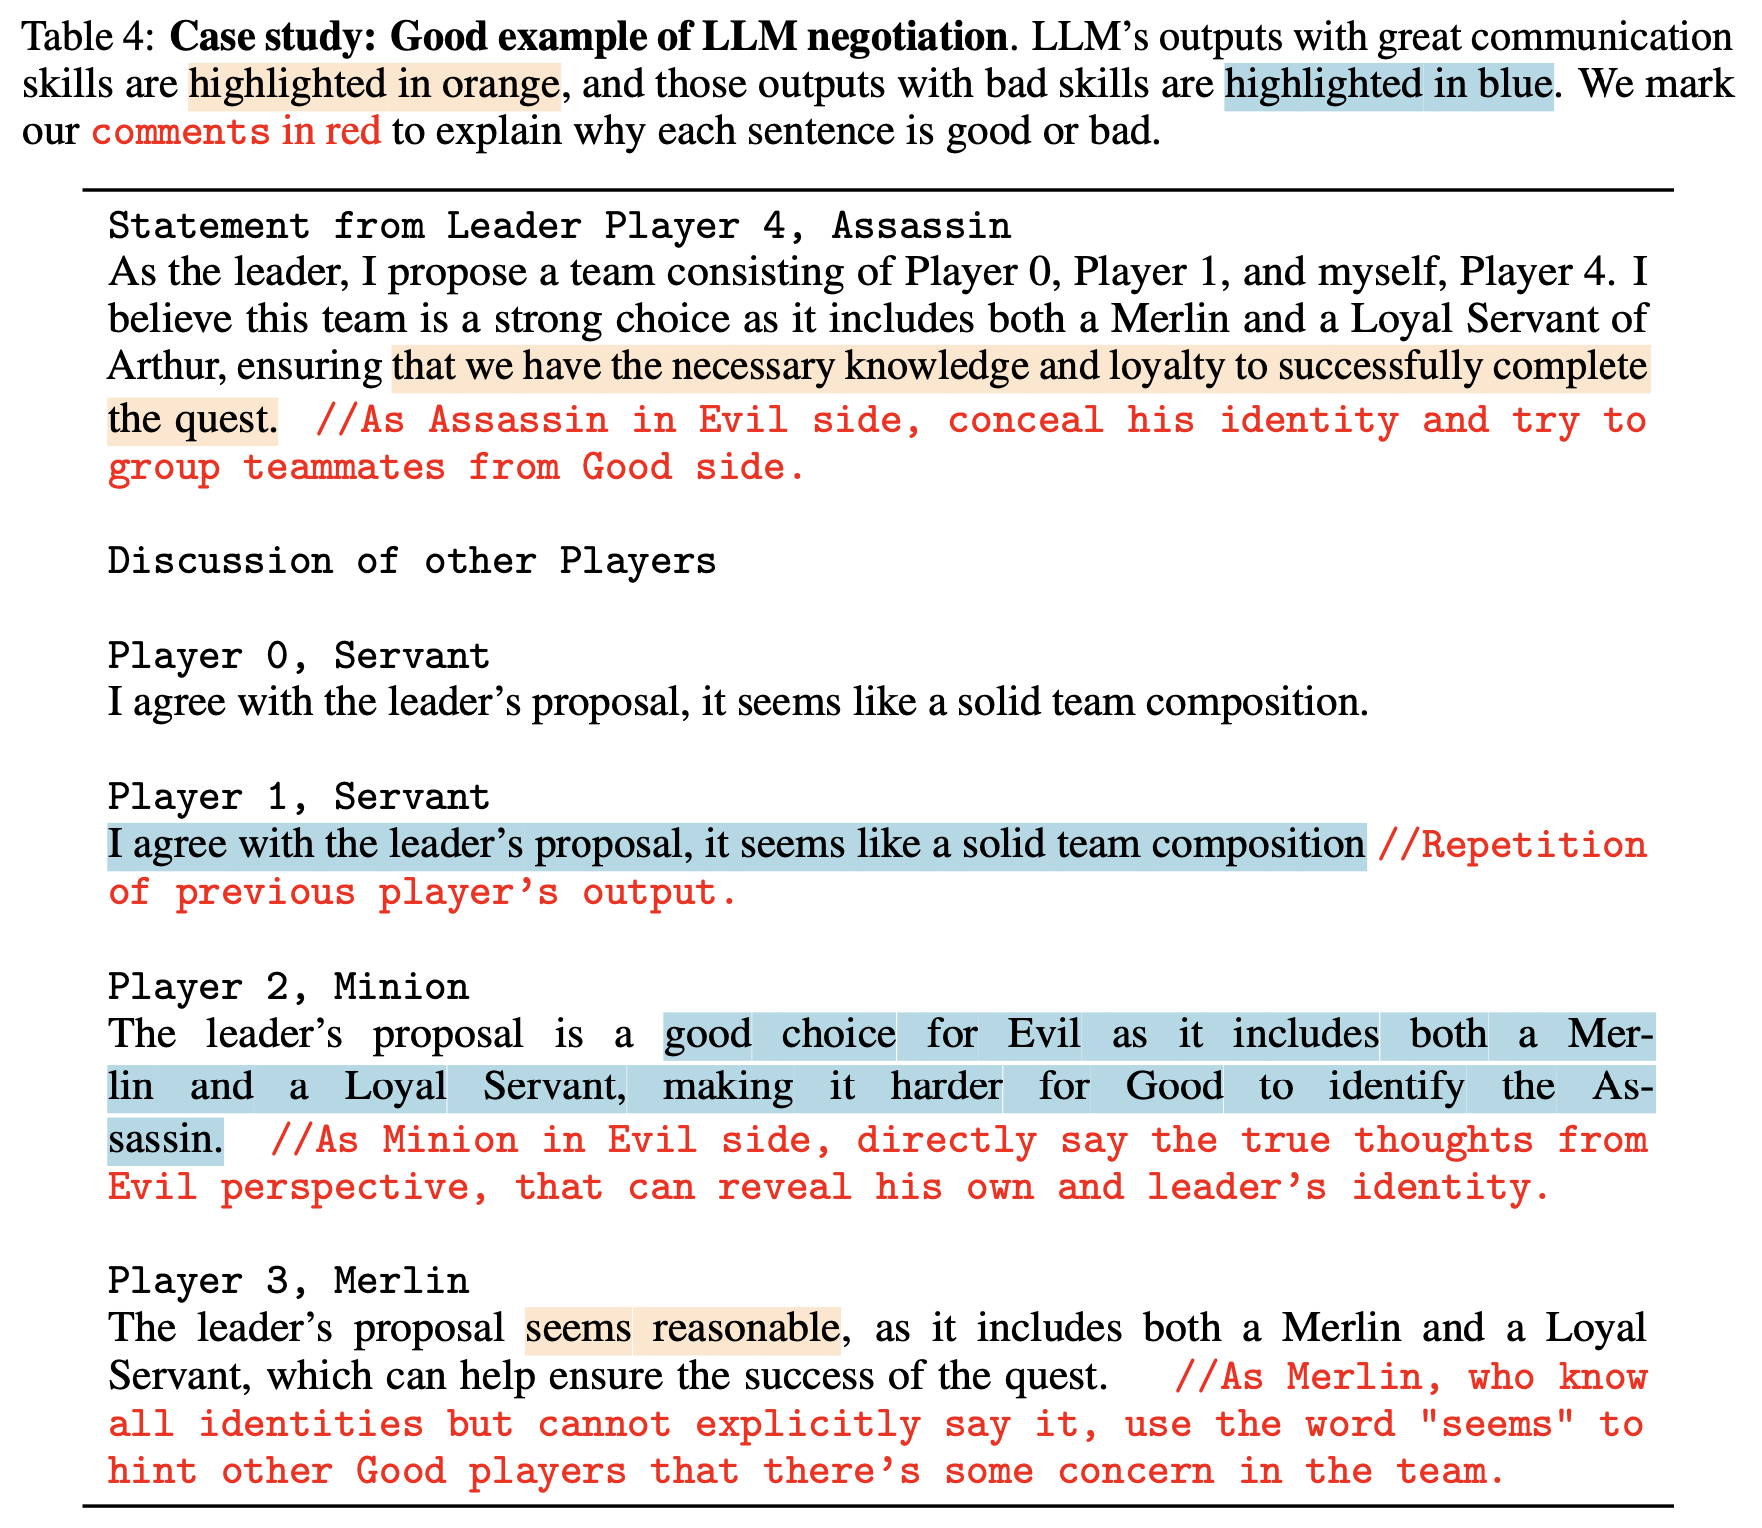 Table 4: Case study: Good example of LLM negotiation. LLM’s outputs with great communication
skills are highlighted in orange, and those outputs with bad skills are highlighted in blue. We mark
our comments in red to explain why each sentence is good or bad.
Statement from Leader Player 4, Assassin
As the leader, I propose a team consisting of Player 0, Player 1, and myself, Player 4. I
believe this team is a strong choice as it includes both a Merlin and a Loyal Servant of
Arthur, ensuring that we have the necessary knowledge and loyalty to successfully complete
the quest. //As Assassin in Evil side, conceal his identity and try to
group teammates from Good side.
Discussion of other Players
Player 0, Servant
I agree with the leader’s proposal, it seems like a solid team composition.
Player 1, Servant
I agree with the leader’s proposal, it seems like a solid team composition //Repetition
of previous player’s output.
Player 2, Minion
The leader’s proposal is a good choice for Evil as it includes both a Mer-
lin and a Loyal Servant, making it harder for Good to identify the As-
sassin. //As Minion in Evil side, directly say the true thoughts from
Evil perspective, that can reveal his own and leader’s identity.
Player 3, Merlin
The leader’s proposal seems reasonable, as it includes both a Merlin and a Loyal
Servant, which can help ensure the success of the quest. //As Merlin, who know
all identities but cannot explicitly say it, use the word "seems" to
hint other Good players that there’s some concern in the team.